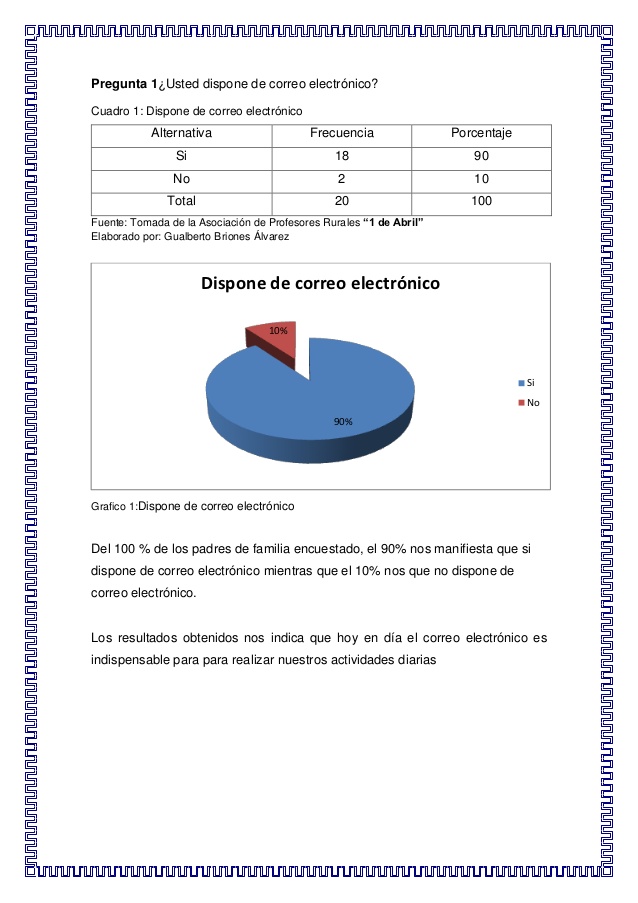 Pregunta 1¿Usted dispone de correo electrónico?
Cuadro 1: Dispone de correo electrónico
Alternativa Frecuencia Porcentaje
Si 18 90
No 2 10
Total 20 100
Fuente: Tomada de la Asociación de Profesores Rurales “1 de Abril”
Elaborado por: Gualberto Briones Álvarez
Dispone de correo electrónico
10%
Si
No
90%
Grafico 1:Dispone de correo electrónico
Del 100 % de los padres de familia encuestado, el 90% nos manifiesta que si
dispone de correo electrónico mientras que el 10% nos que no dispone de
correo electrónico.
Los resultados obtenidos nos indica que hoy en día el correo electrónico es
indispensable para para realizar nuestros actividades diarias